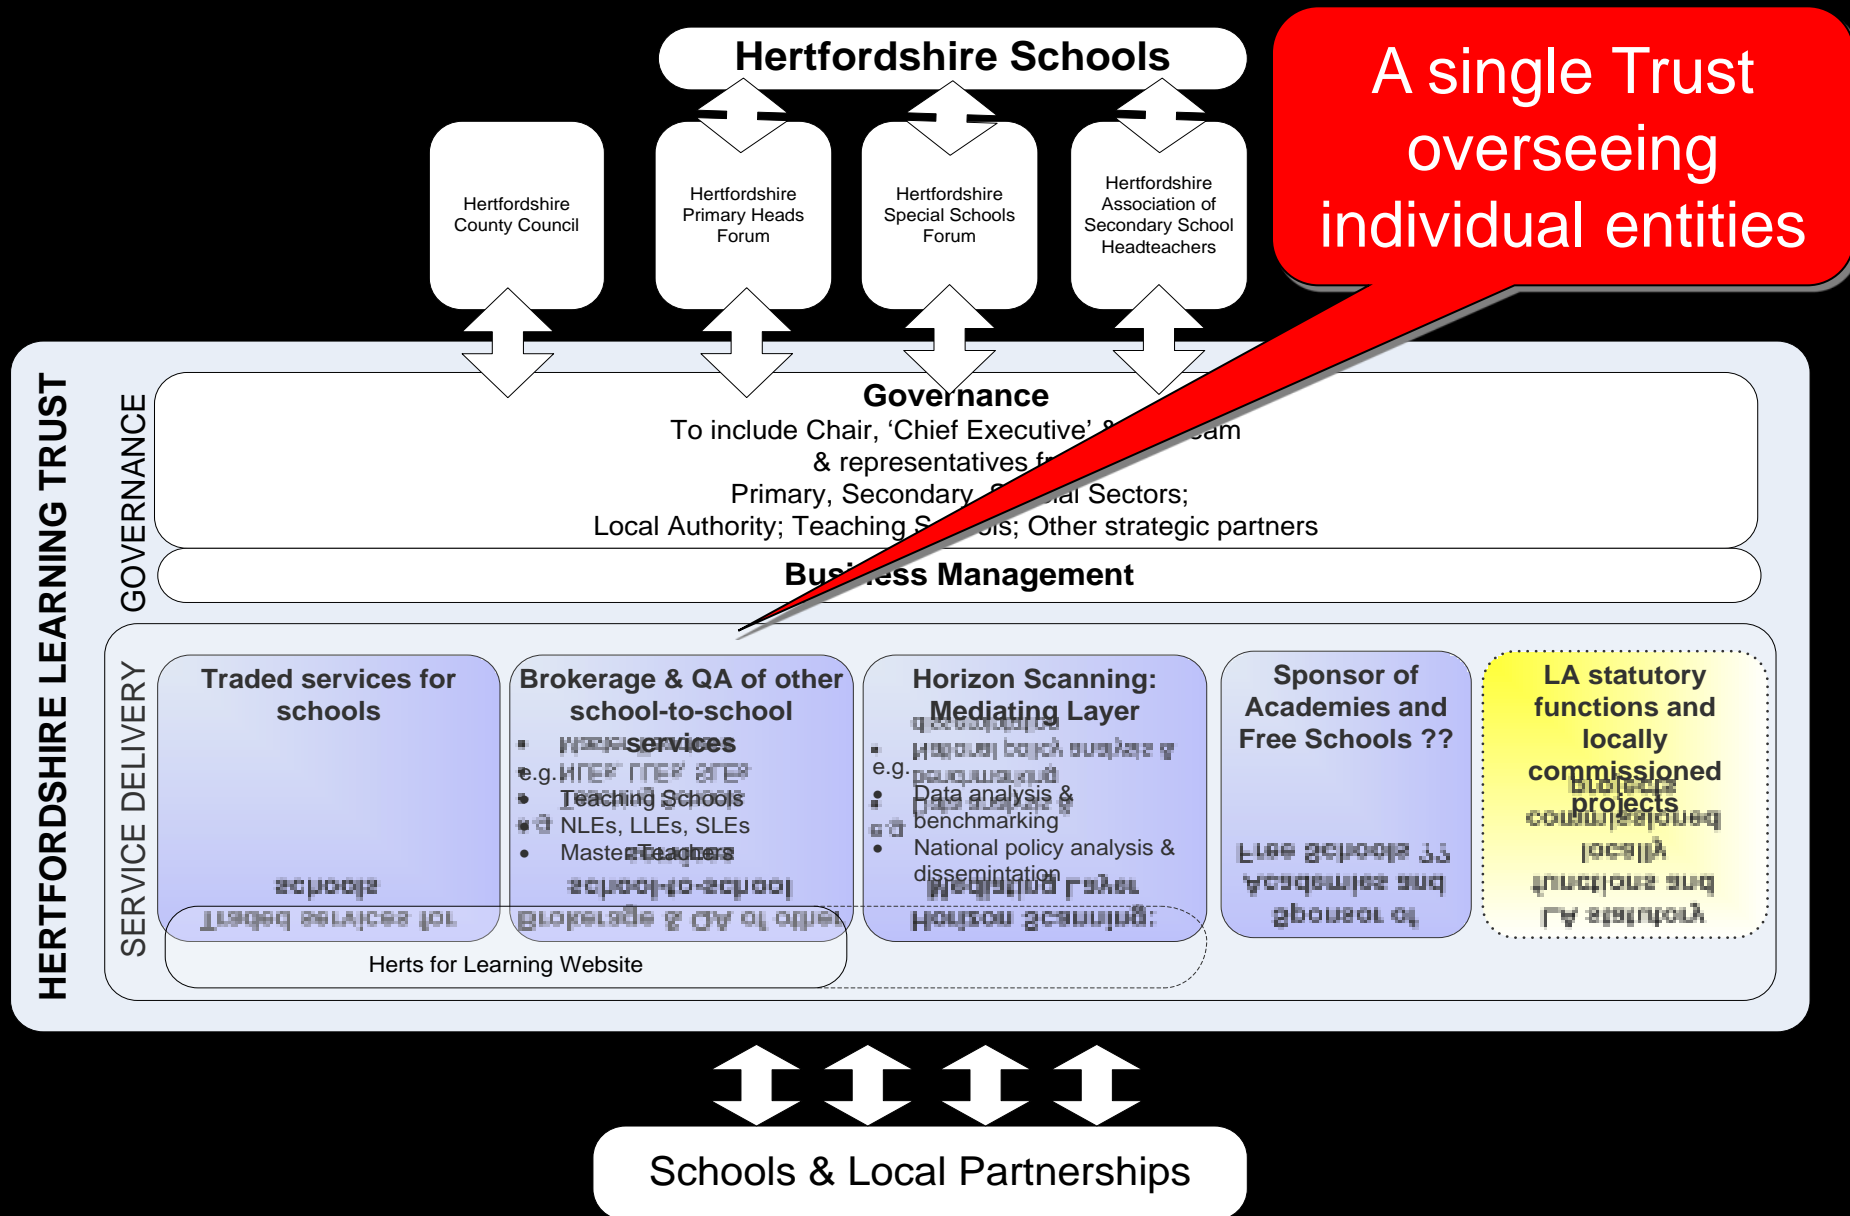 Hertfordshire Schools
A single Trust
overseeing
individual entities
Hertfordshire
County Council
Hertfordshire
Primary Heads
Forum
Hertfordshire
Special Schools
Forum
Hertfordshire
Association of
Secondary School
Headteachers
HERTFORDSHIRE LEARNING TRUST
GOVERNANCE
Governance
To include Chair, ‘Chief Executive’
& representatives
Primary, Secondary, Sectors;
Local Authority; Teaching Other strategic partners
Business Management
SERVICE DELIVERY
Traded services for
schools
Brokerage & QA of other
school-to-school
services
e.g.
• Teaching Schools
• NLEs, LLEs, SLEs
• Master Teachers
Horizon Scanning:
Mediating Layer
e.g.
• Data analysis &
benchmarking
• National policy analysis &
dissemintation
Sponsor of
Academies and
Free Schools ??
LA statutory
functions and
locally
commissioned
projects
Herts for Learning Website
Schools & Local Partnerships